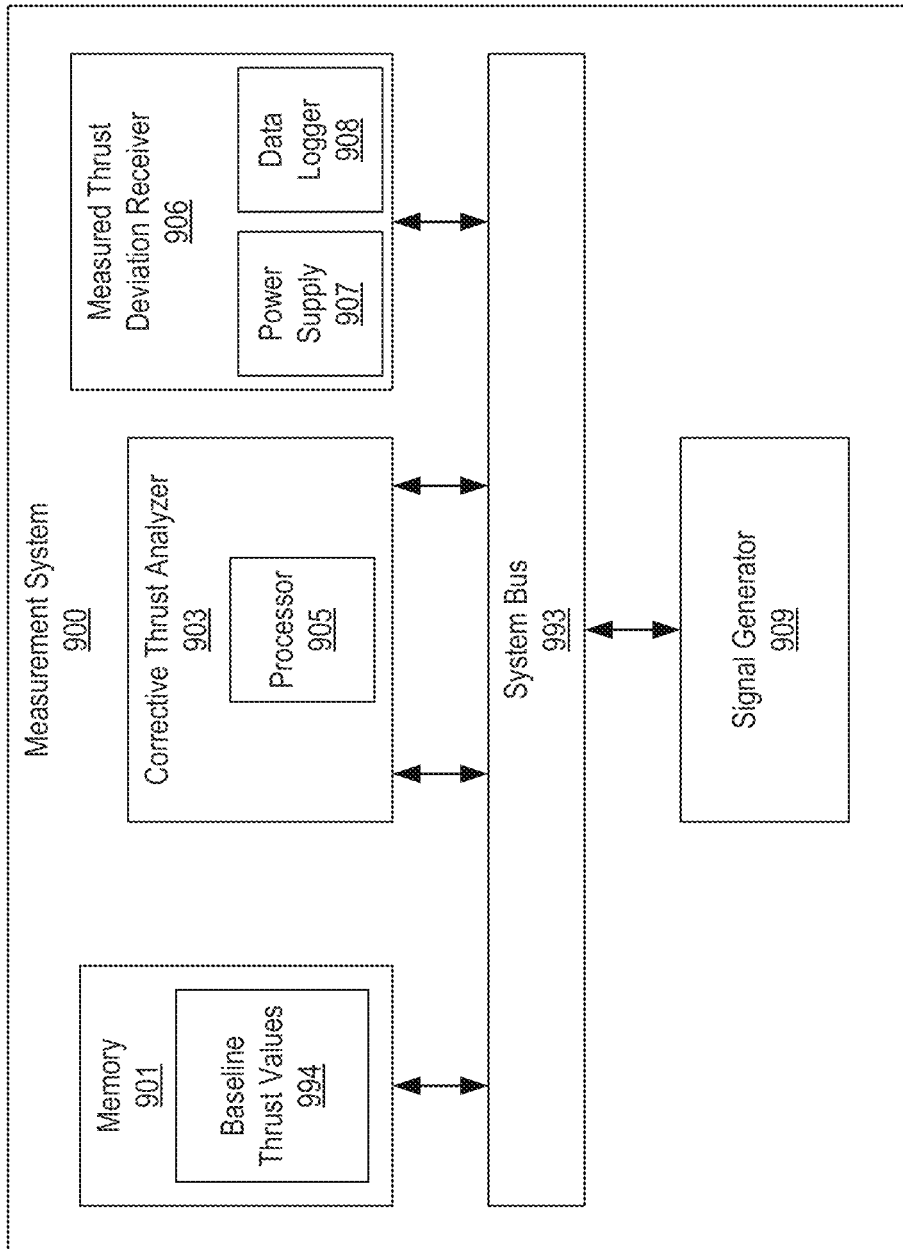 Measurement System
900
Memory
901
Baseline
Thrust Values
994
Corrective Thrust Analyzer
903
Processor
905
Measured Thrust
Deviation Receiver
906
Power
Supply
907
Data
Logger
908
System Bus
993
Signal Generator
909